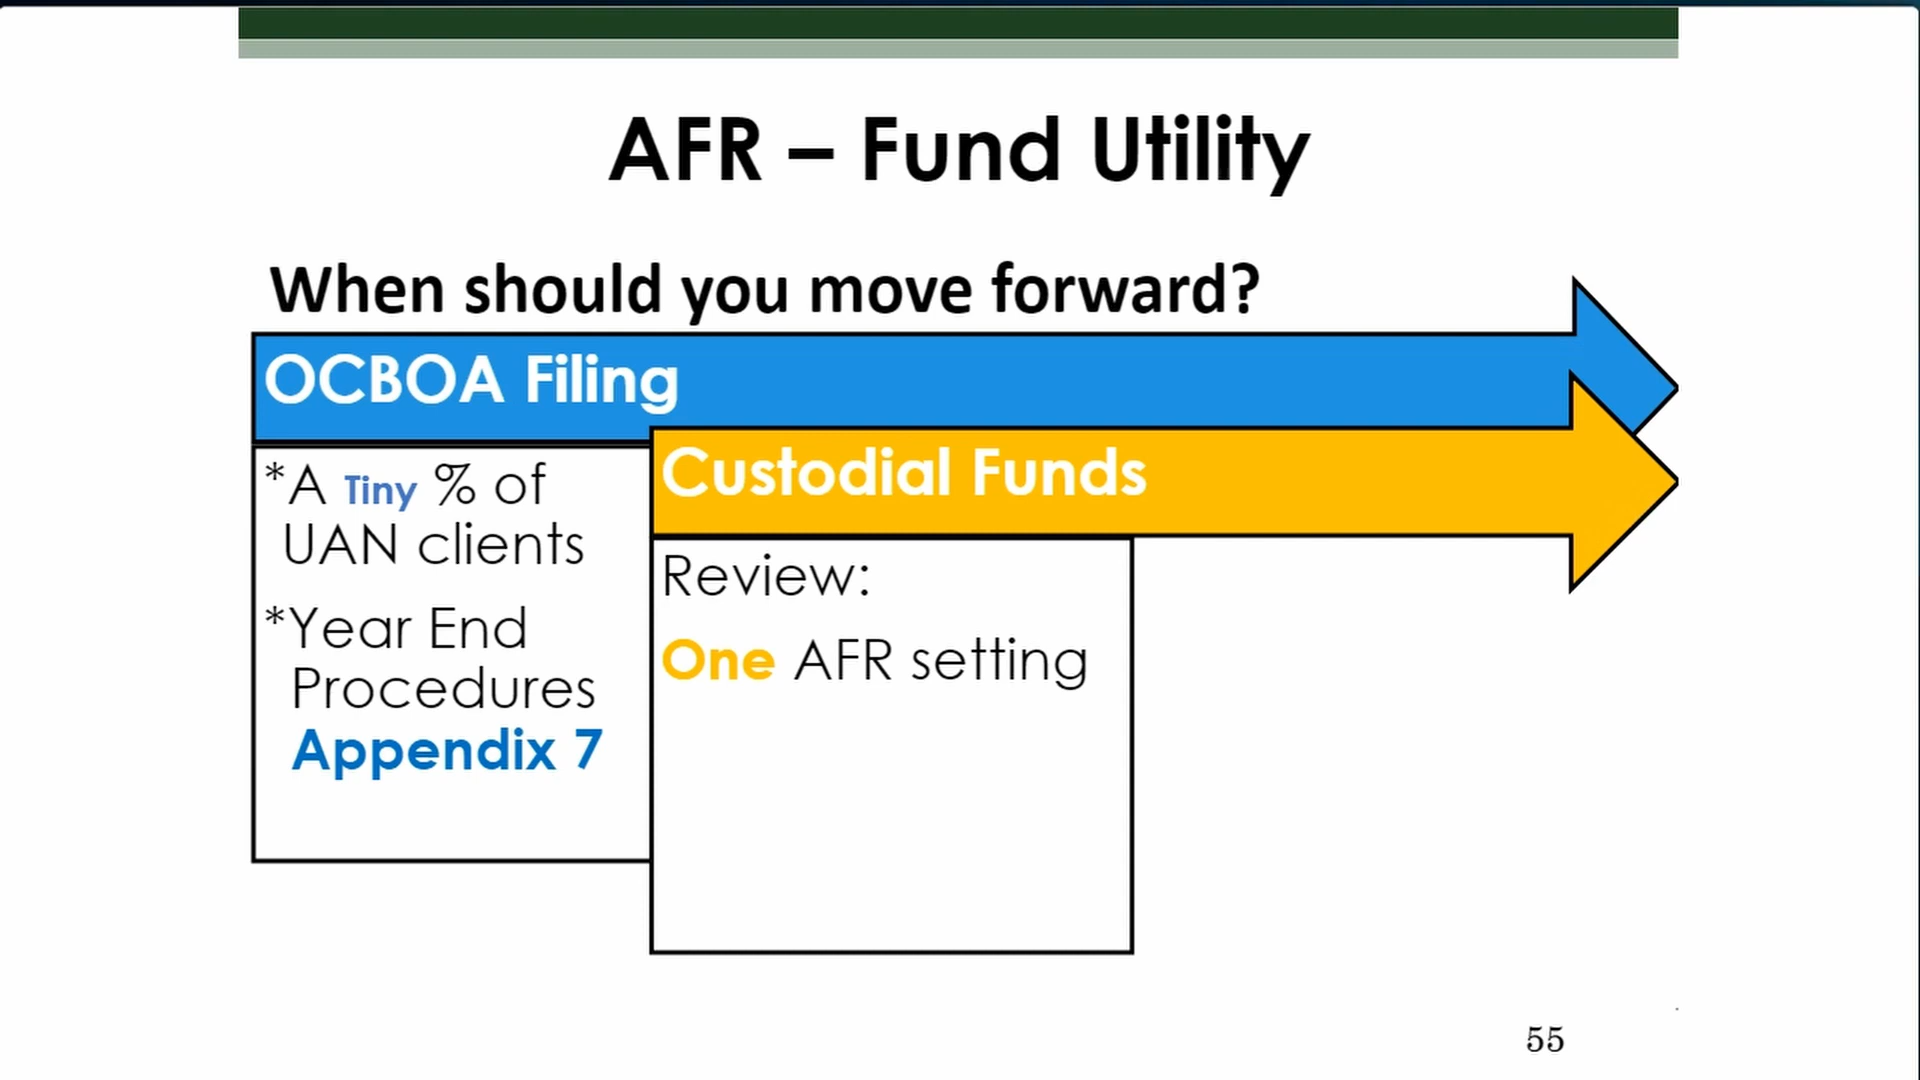 AFR – Fund Utility
When should you move forward?
OCBOA Filing
*A Tiny % of
UAN clients
*Year End
Procedures
Appendix 7
Custodial Funds
Review:
One AFR setting
55